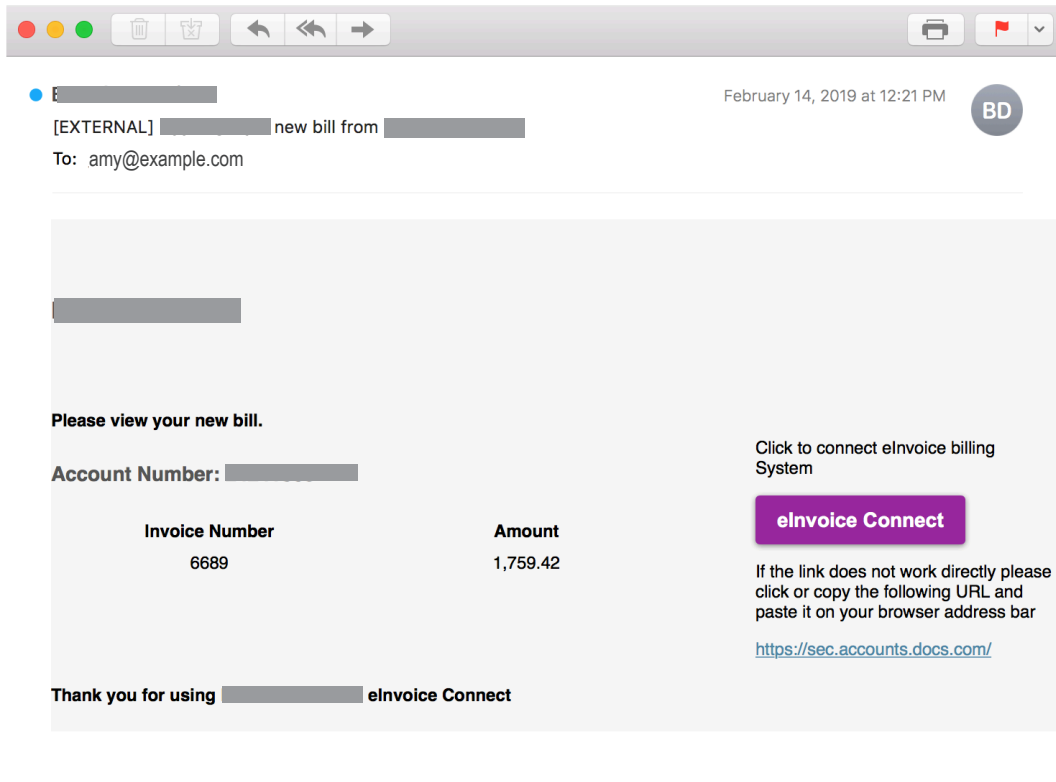 February 14, 2019 at 12:21 PM
BD
[EXTERNAL] new bill from
To: amy@example.com
Please view your new bill.
Account Number:
Invoice Number Amount
6689 1,759.42
Click to connect eInvoice billing
System
eInvoice Connect
If the link does not work directly please
click or copy the following URL and
paste it on your browser address bar
https://sec.accounts.docs.com/
Thank you for using eInvoice Connect